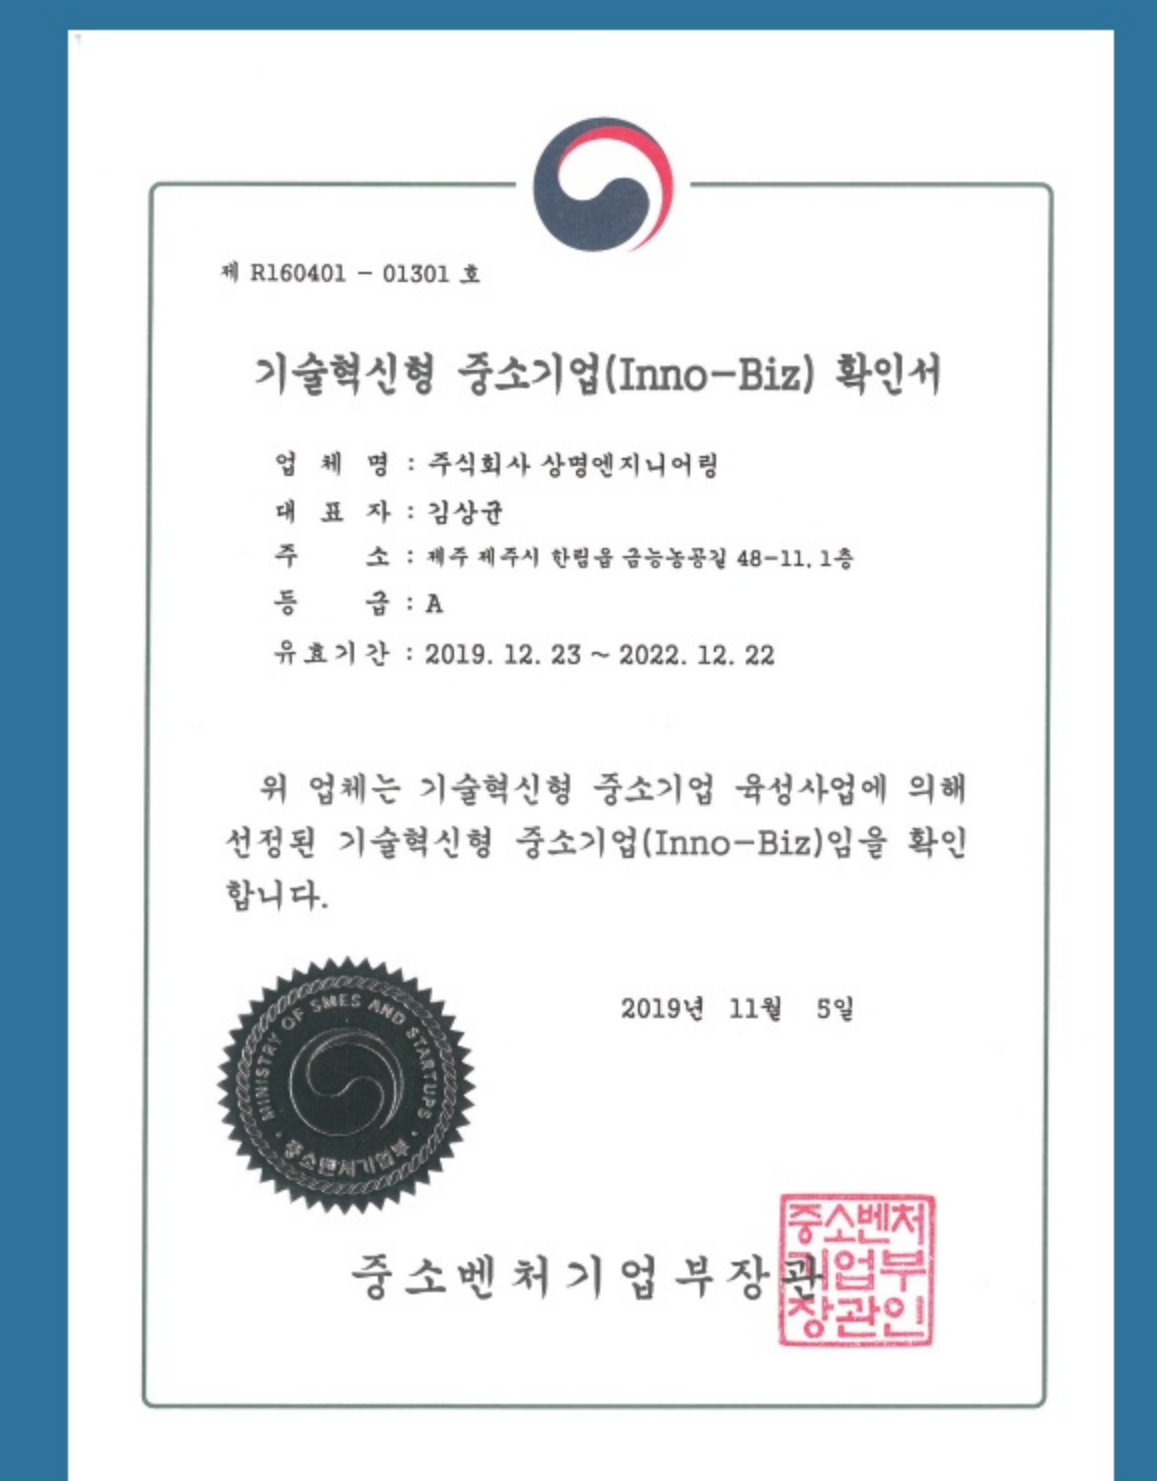 제 R160401 - 01301 호
기술혁신형 중소기업(Inno-Biz) 확인서
업 체 명 : 주식회사 상명엔지니어링
대 표 자 : 김상균
주 소 : 제주 제주시 한림읍 금능농공길 48-11, 1층
등 급 : A
유효기간 : 2019. 12. 23 ~ 2022. 12. 22
위 업체는 기술혁신형 중소기업 육성사업에 의해
선정된 기술혁신형 중소기업(Inno-Biz)임을 확인
합니다.
2019년 11월 5일
MINISTRY OF SMES AND STARTUPS
중소벤처기업부
중소벤처기업부장관
중소벤처
기업부
장관인